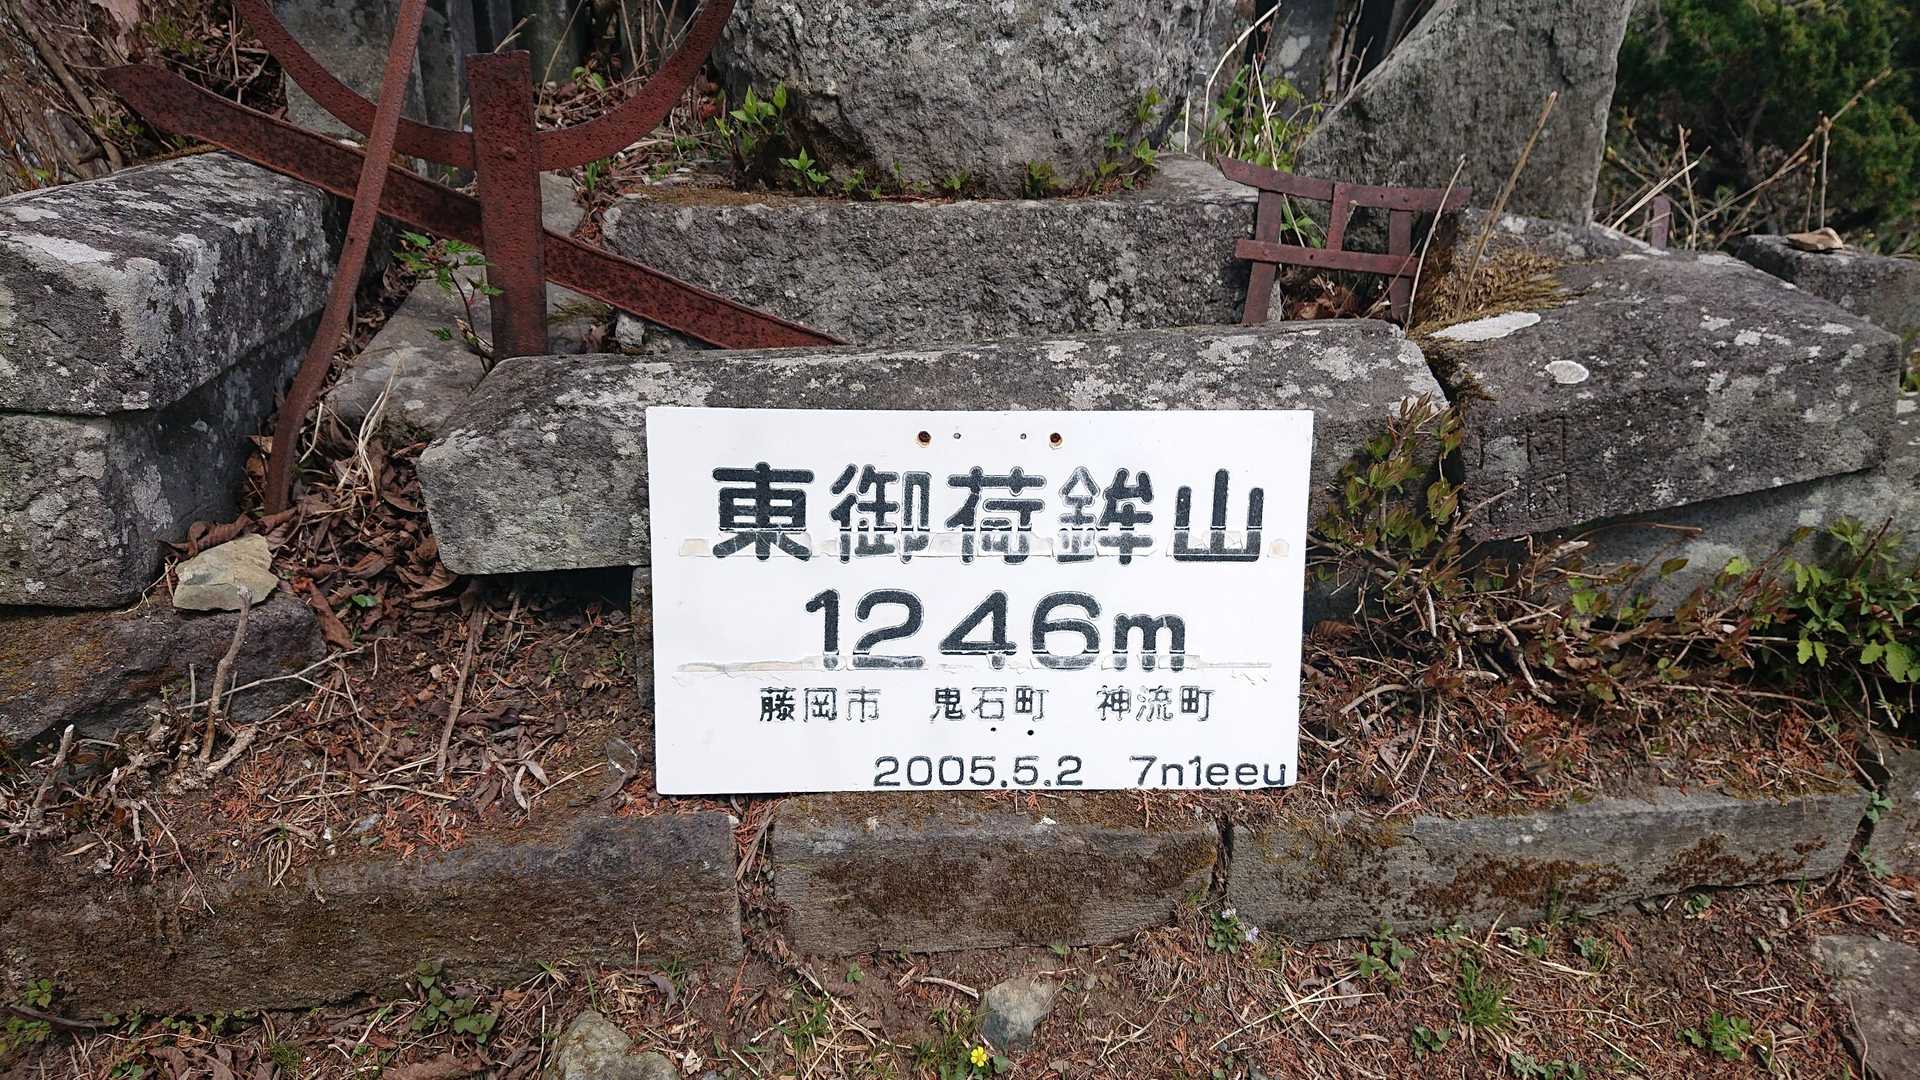 東御荷鉾山
1246m
藤岡市 鬼石町 神流町
2005.5.2 7n1eeu